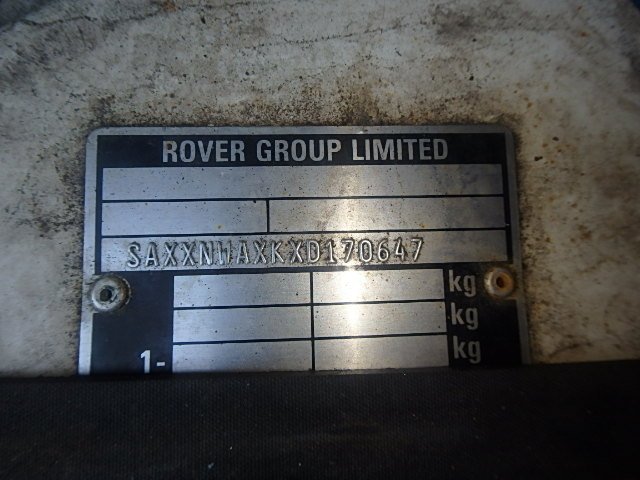 ROVER GROUP LIMITED
SAXXNWAXKXD170647
kg
kg
1- kg